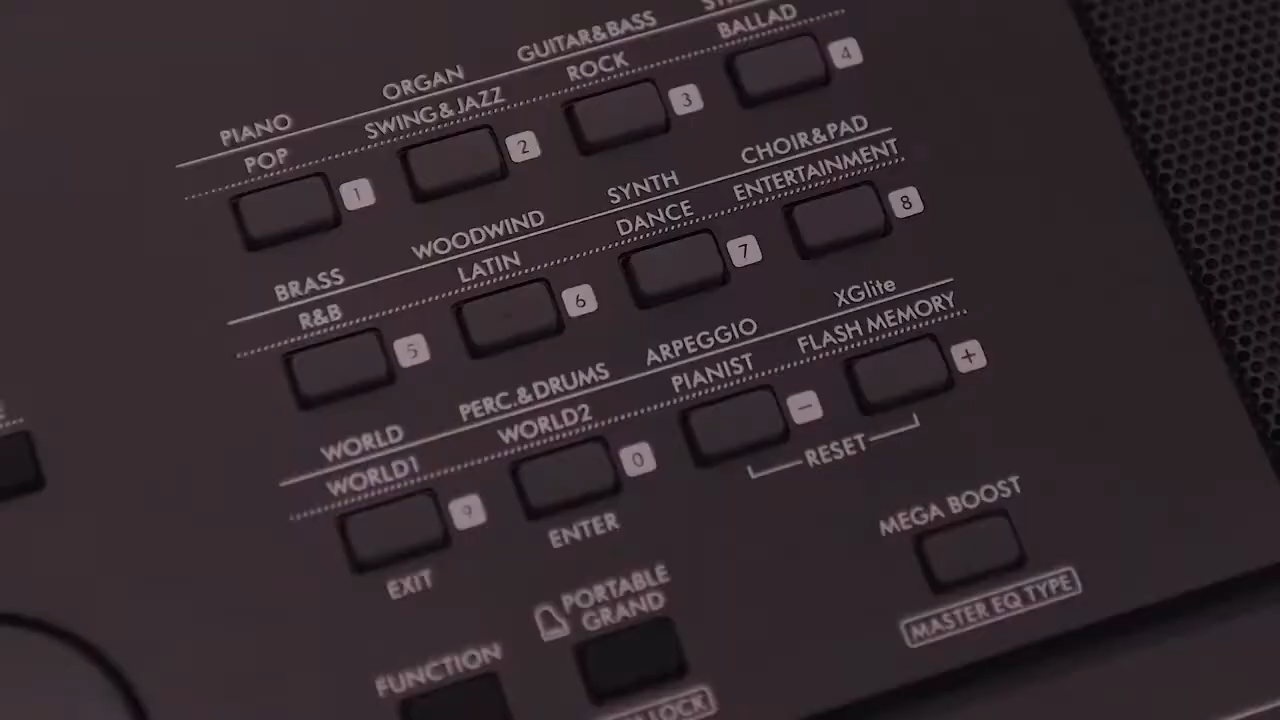 PIANO ORGAN GUITAR&BASS
POP SWING&JAZZ ROCK BALLAD
1 2 3 4
BRASS WOODWIND SYNTH CHOIR&PAD
R&B LATIN DANCE ENTERTAINMENT
5 6 7 8
WORLD PERC.&DRUMS ARPEGGIO XGlite
WORLD1 WORLD2 PIANIST FLASH MEMORY
9 0 − +
EXIT ENTER RESET
MEGA BOOST
MASTER EQ TYPE
PORTABLE
GRAND
FUNCTION
LOCK